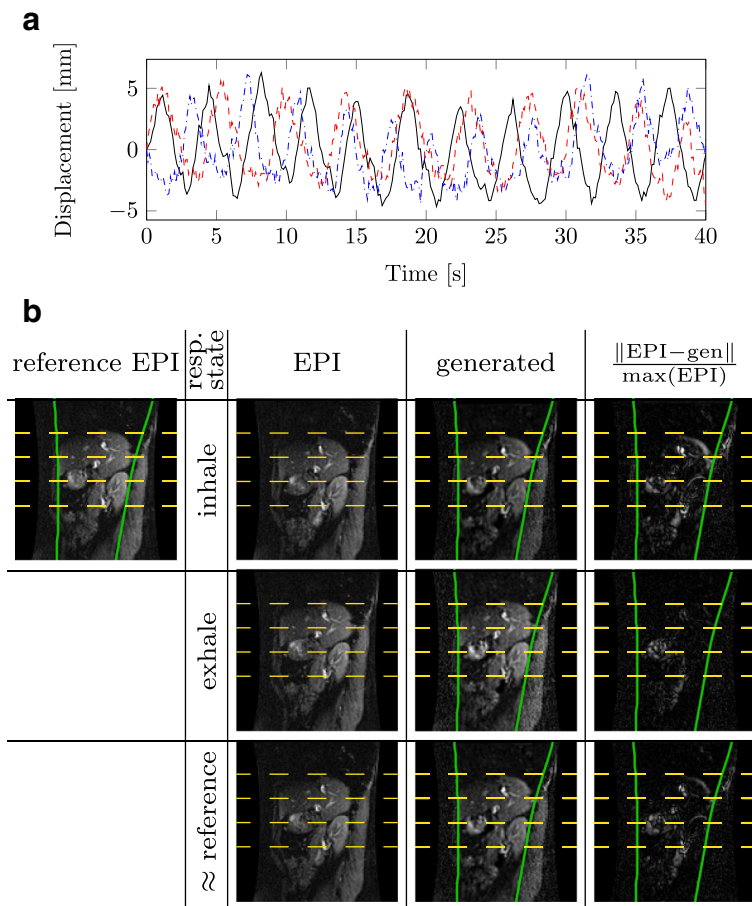 a
Displacement [mm]
5
0
−5
0 5 10 15 20 25 30 35 40
Time [s]
b
reference EPI
resp. state
EPI
generated
‖EPI−gen‖
max(EPI)
inhale
exhale
≈ reference